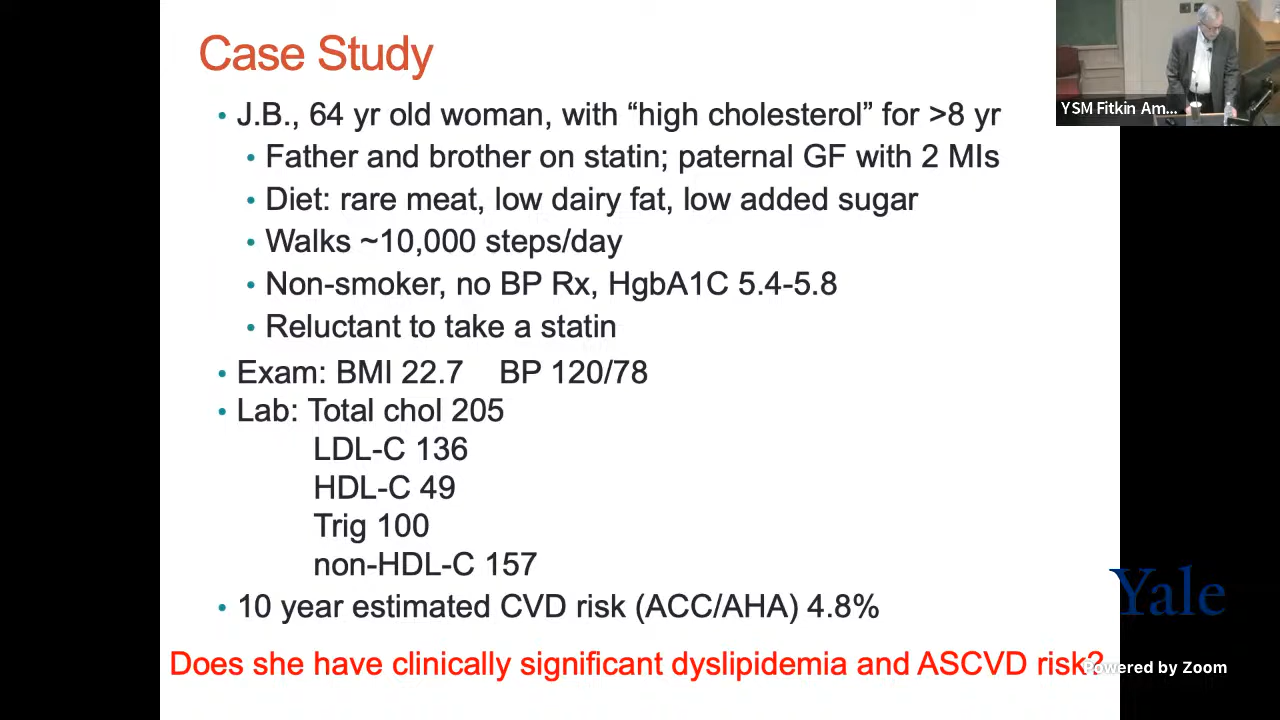 Case Study
• J.B., 64 yr old woman, with “high cholesterol” for >8 yr
• Father and brother on statin; paternal GF with 2 MIs
• Diet: rare meat, low dairy fat, low added sugar
• Walks ~10,000 steps/day
• Non-smoker, no BP Rx, HgbA1C 5.4-5.8
• Reluctant to take a statin
• Exam: BMI 22.7 BP 120/78
• Lab: Total chol 205
LDL-C 136
HDL-C 49
Trig 100
non-HDL-C 157
• 10 year estimated CVD risk (ACC/AHA) 4.8%
Does she have clinically significant dyslipidemia and ASCVD risk?
YSM Fitkin Am...
Yale
Powered by Zoom